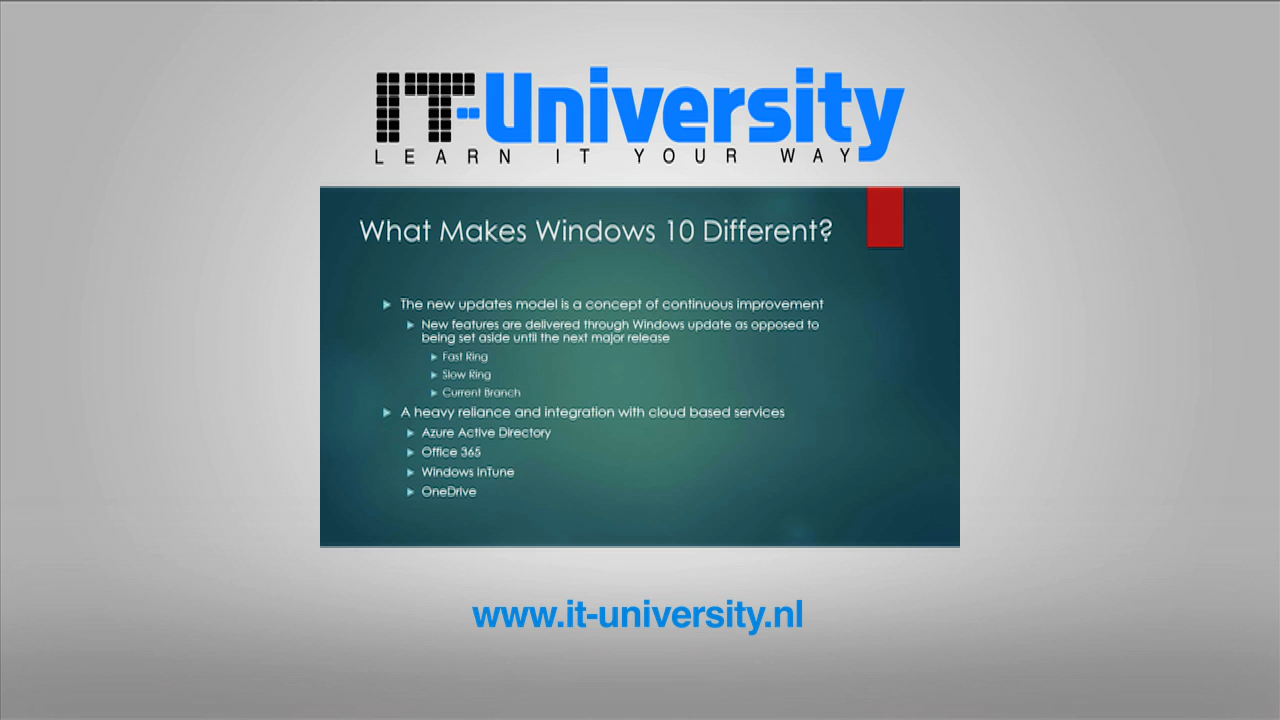 IT-University
LEARN IT YOUR WAY
What Makes Windows 10 Different?
The new updates model is a concept of continuous improvement
New features are delivered through Windows update as opposed to
being set aside until the next major release
Fast Ring
Slow Ring
Current Branch
A heavy reliance and integration with cloud based services
Azure Active Directory
Office 365
Windows InTune
OneDrive
www.it-university.nl